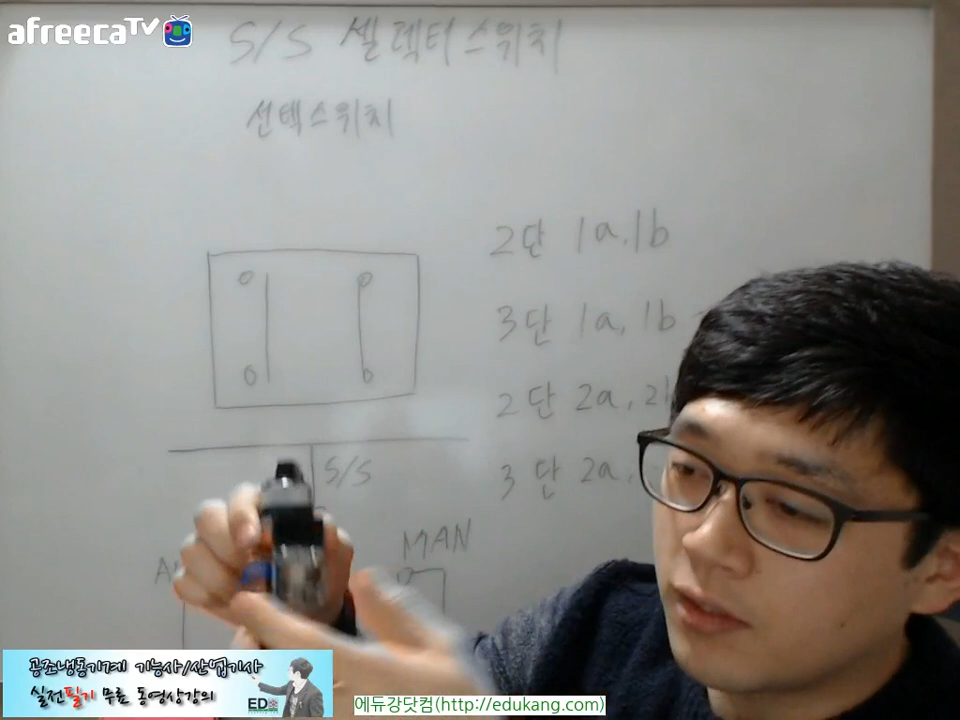 afreecaTV
S/S 셀렉터스위치
선택스위치
2단 1a, 1b
3단 1a, 1b
2단 2a, 2
3단 2a,
S/S
MAN
A
공조냉동기계 기능사/산업기사
실전필기 무료 동영상강의
ED
에듀강닷컴(http://edukang.com)